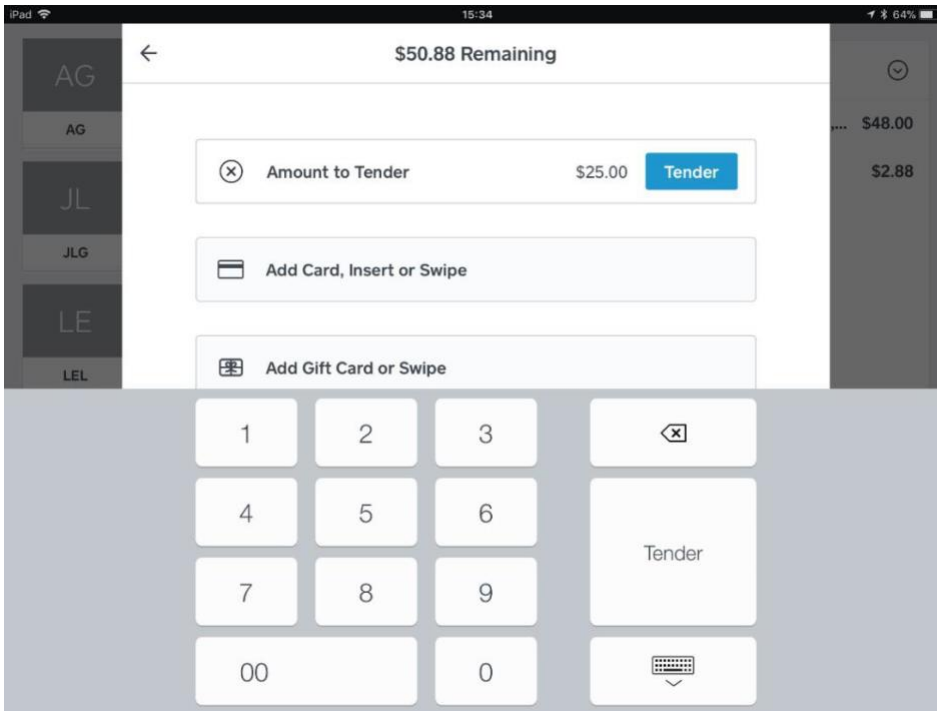 iPad 15:34 64%
$50.88 Remaining
AG
AG
,... $48.00
Amount to Tender $25.00 Tender
$2.88
JL
JLG
Add Card, Insert or Swipe
LE
LEL
Add Gift Card or Swipe
1 2 3
4 5 6
Tender
7 8 9
00 0